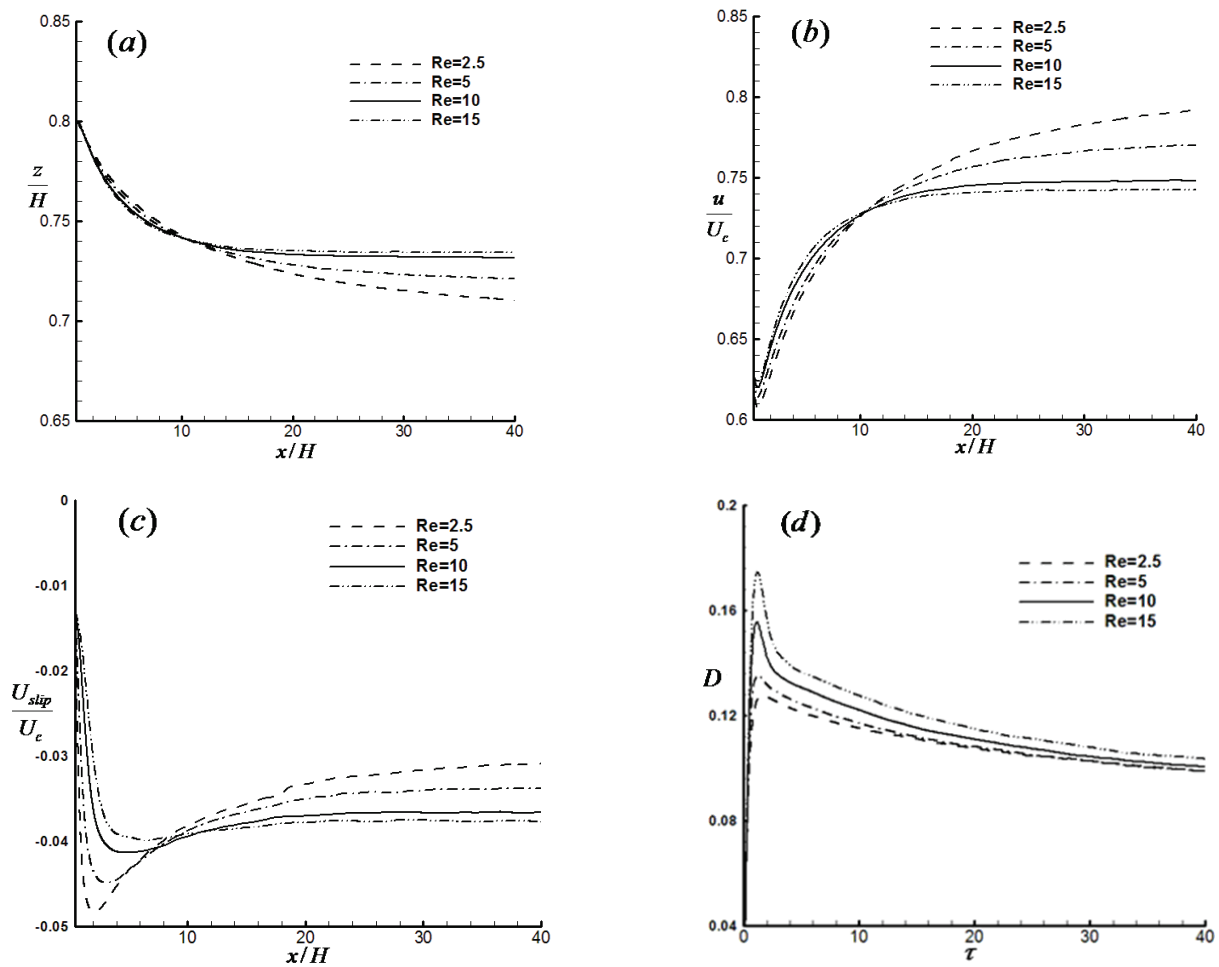 (a)
Re=2.5
Re=5
Re=10
Re=15
0.85
0.8
0.75
0.7
0.65
z
H
10
20
30
40
x/H
(b)
Re=2.5
Re=5
Re=10
Re=15
0.85
0.8
0.75
0.7
0.65
0.6
u
U_c
0
10
20
30
40
x/H
(c)
Re=2.5
Re=5
Re=10
Re=15
0
-0.01
-0.02
-0.03
-0.04
-0.05
U_slip
U_c
10
20
30
40
x/H
(d)
Re=2.5
Re=5
Re=10
Re=15
0.2
0.16
0.12
0.08
0.04
D
0
10
20
30
40
τ